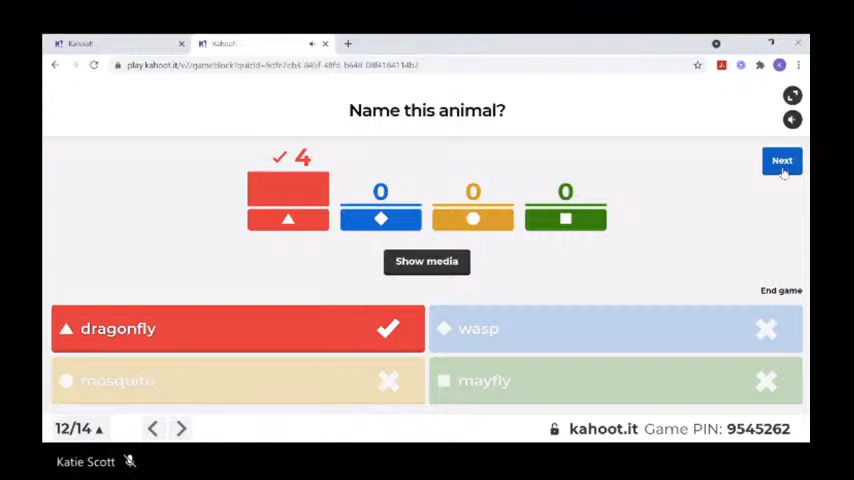 Kahoot!
Kahoot!
Name this animal?
Next
4
0
0
0
Show media
End game
dragonfly
wasp
mosquito
mayfly
12/14
kahoot.it Game PIN: 9545262
Katie Scott